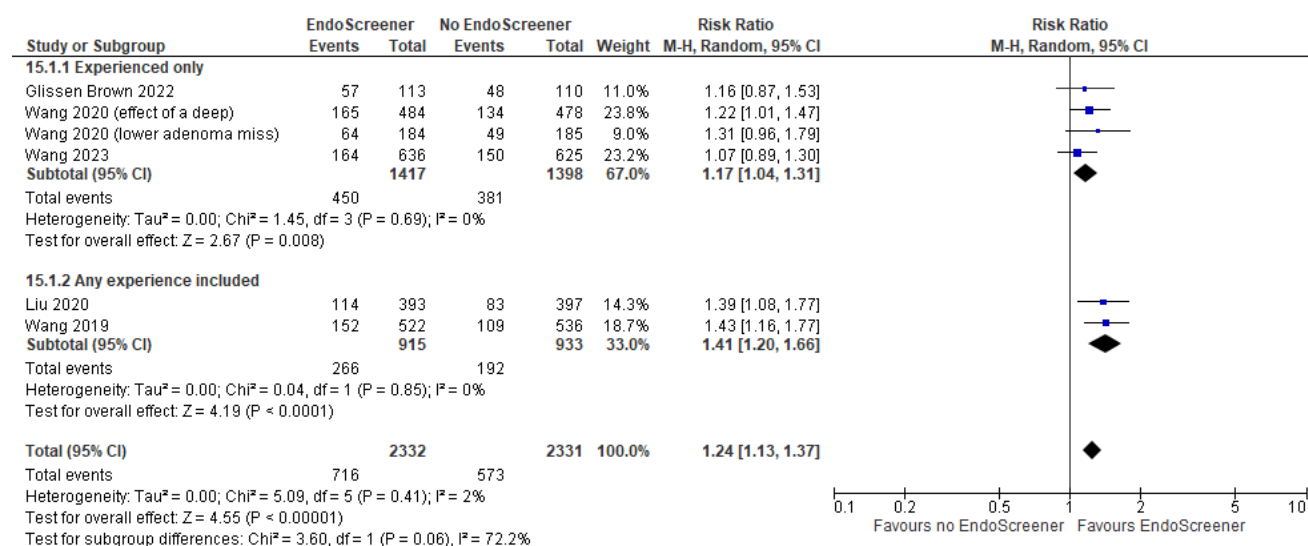 EndoScreener No EndoScreener Risk Ratio Risk Ratio
Study or Subgroup Events Total Events Total Weight M-H, Random, 95% CI M-H, Random, 95% CI
15.1.1 Experienced only
Glissen Brown 2022 57 113 48 110 11.0% 1.16 [0.87, 1.53]
Wang 2020 (effect of a deep) 165 484 134 478 23.8% 1.22 [1.01, 1.47]
Wang 2020 (lower adenoma miss) 64 184 49 185 9.0% 1.31 [0.96, 1.79]
Wang 2023 164 636 150 625 23.2% 1.07 [0.89, 1.30]
Subtotal (95% CI) 1417 1398 67.0% 1.17 [1.04, 1.31]
Total events 450 381
Heterogeneity: Tau² = 0.00; Chi² = 1.45, df = 3 (P = 0.69); I² = 0%
Test for overall effect: Z = 2.67 (P = 0.008)
15.1.2 Any experience included
Liu 2020 114 393 83 397 14.3% 1.39 [1.08, 1.77]
Wang 2019 152 522 109 536 18.7% 1.43 [1.16, 1.77]
Subtotal (95% CI) 915 933 33.0% 1.41 [1.20, 1.66]
Total events 266 192
Heterogeneity: Tau² = 0.00; Chi² = 0.04, df = 1 (P = 0.85); I² = 0%
Test for overall effect: Z = 4.19 (P < 0.0001)
Total (95% CI) 2332 2331 100.0% 1.24 [1.13, 1.37]
Total events 716 573
Heterogeneity: Tau² = 0.00; Chi² = 5.09, df = 5 (P = 0.41); I² = 2%
Test for overall effect: Z = 4.55 (P < 0.00001)
Test for subgroup differences: Chi² = 3.60, df = 1 (P = 0.06), I² = 72.2%
0.1 0.2 0.5 1 2 5 10
Favours no EndoScreener Favours EndoScreener